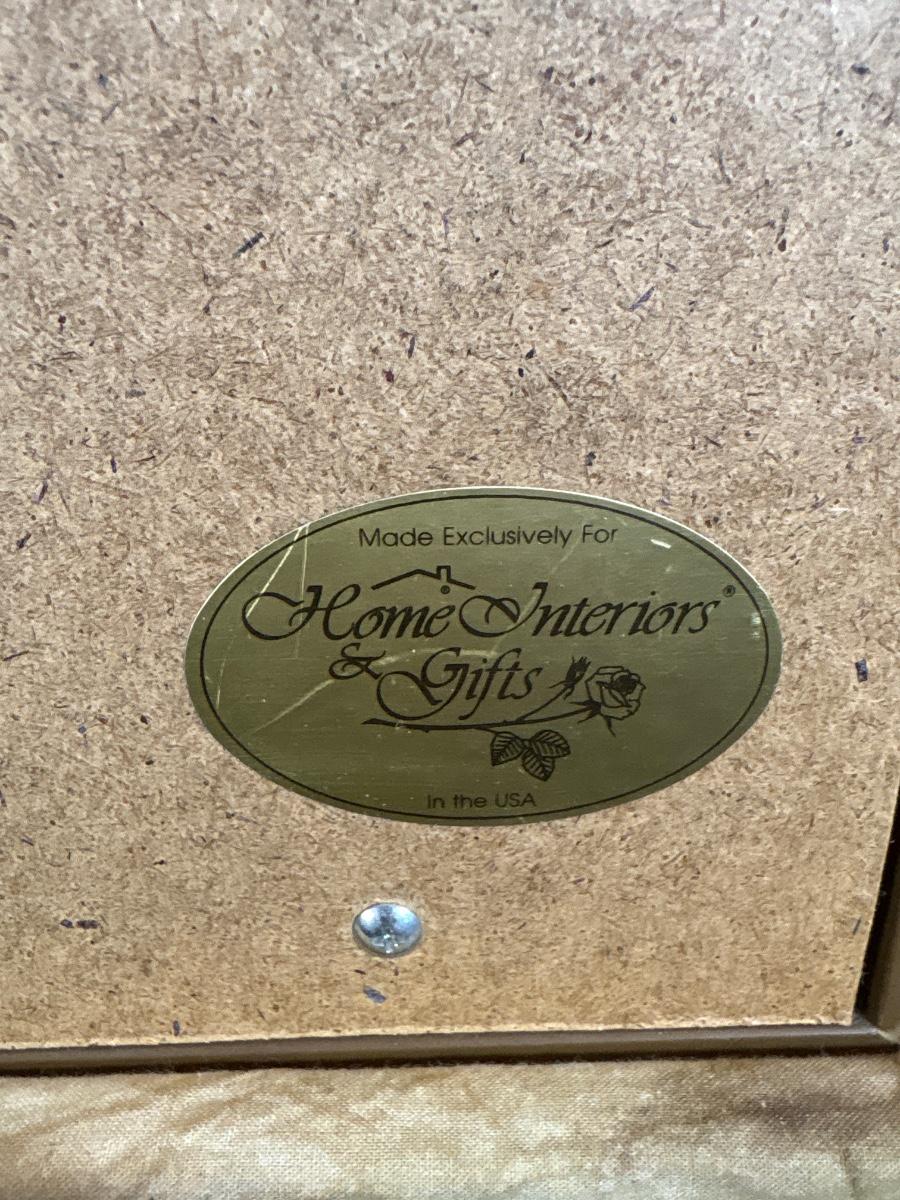 Made Exclusively For
Home Interiors®
& Gifts
In the USA